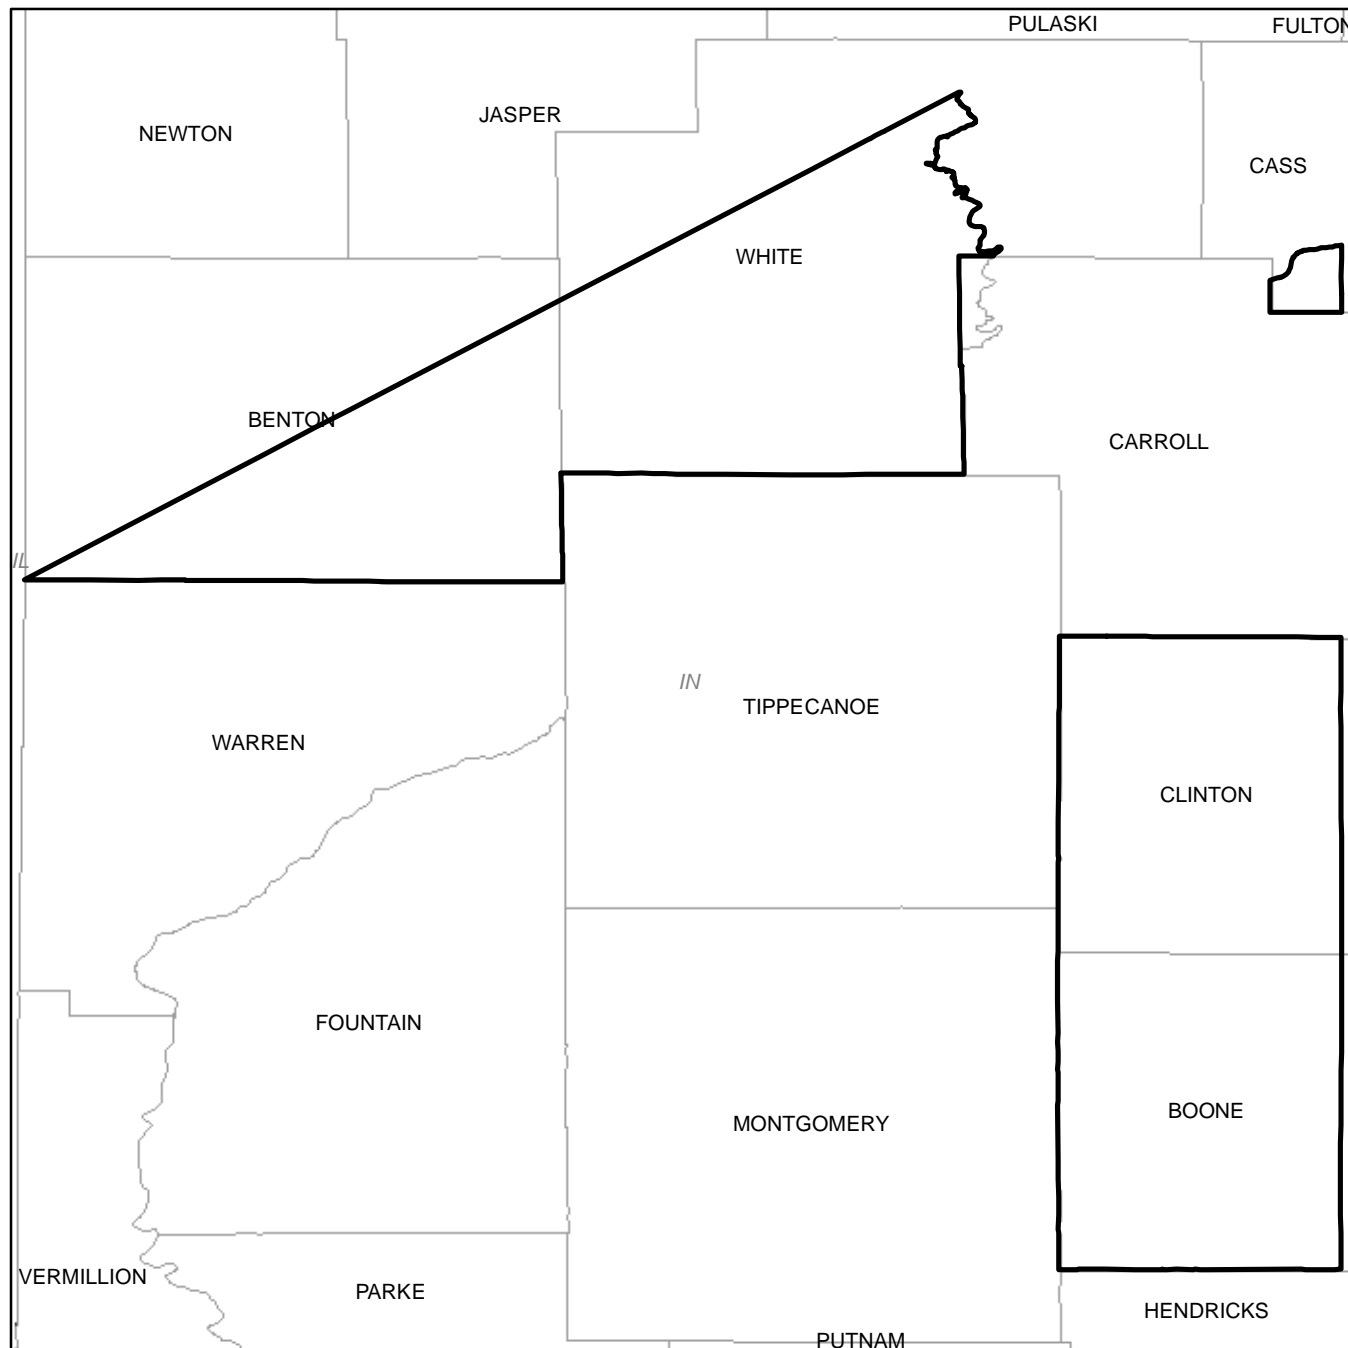 PULASKI
FULTON
JASPER
NEWTON
CASS
WHITE
BENTON
CARROLL
IL
IN
TIPPECANOE
WARREN
CLINTON
FOUNTAIN
BOONE
MONTGOMERY
VERMILLION
PARKE
HENDRICKS
PUTNAM